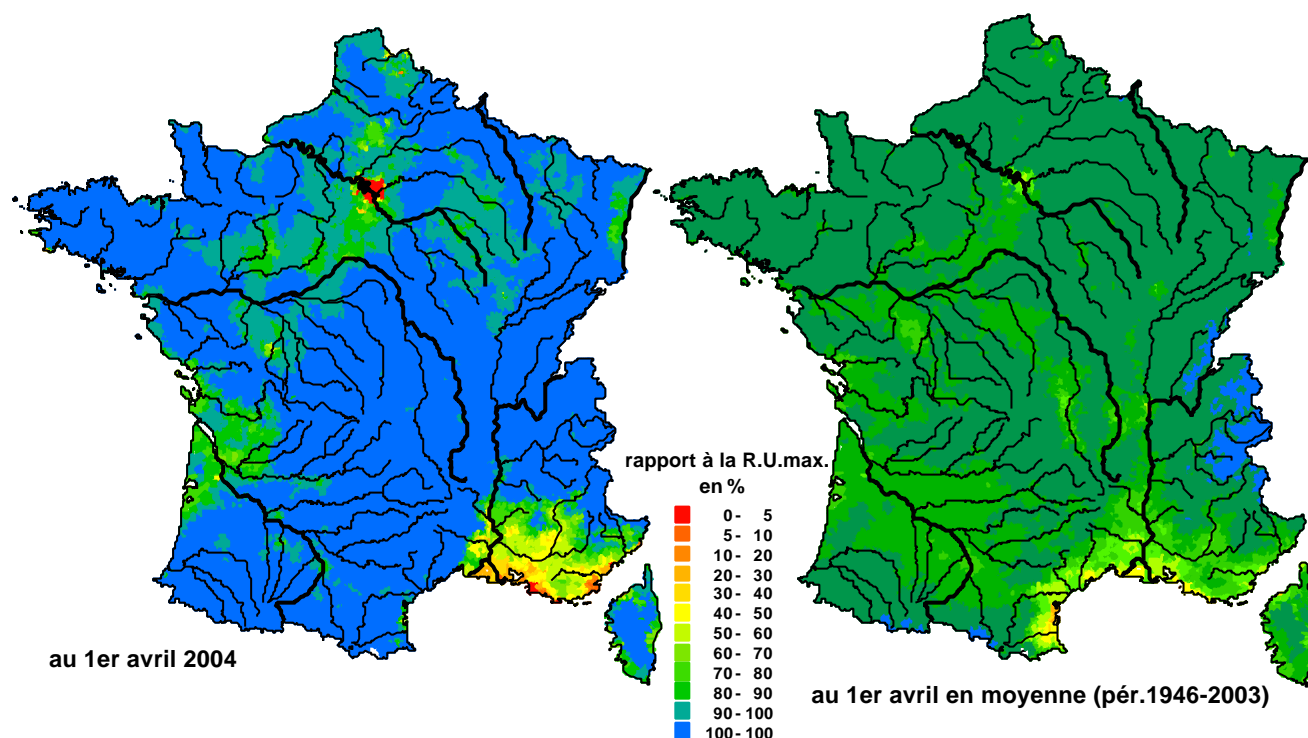 rapport à la R.U.max.
en %
0 - 5
5 - 10
10 - 20
20 - 30
30 - 40
40 - 50
50 - 60
60 - 70
70 - 80
80 - 90
90 - 100
100 - 100
au 1er avril 2004
au 1er avril en moyenne (pér.1946-2003)